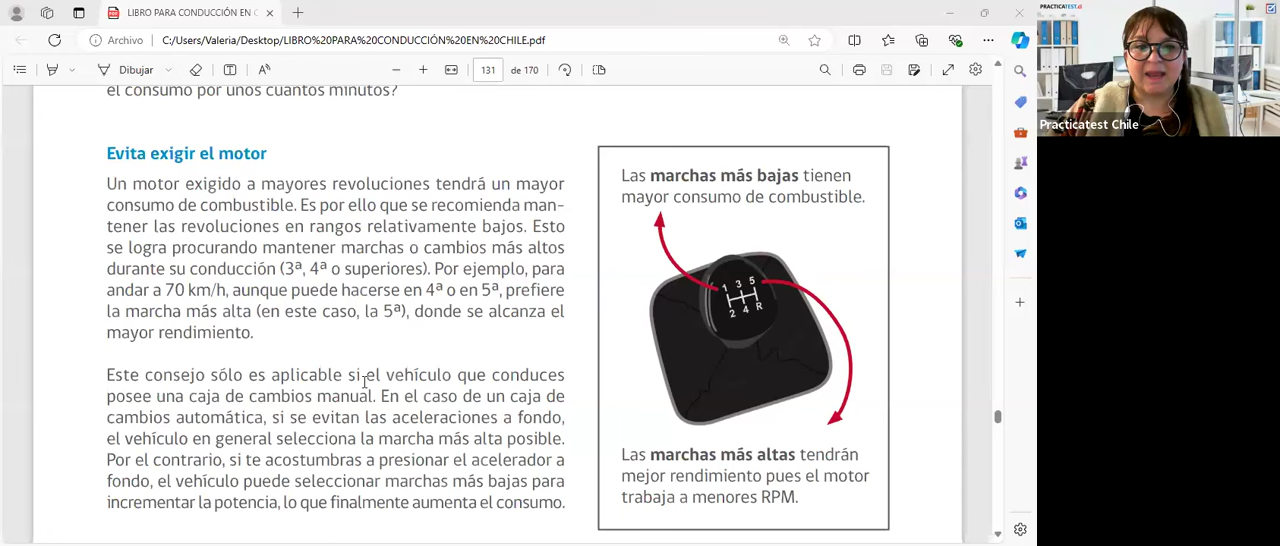 LIBRO PARA CONDUCCIÓN EN C
Archivo
C:/Users/Valeria/Desktop/LIBRO%20PARA%20CONDUCCIÓN%20EN%20CHILE.pdf
Dibujar
131 de 170
PRACTICATEST.cl
Practicatest Chile
el consumo por unos cuantos minutos?
Evita exigir el motor
Un motor exigido a mayores revoluciones tendrá un mayor
consumo de combustible. Es por ello que se recomenda man-
tener las revoluciones en rangos relativamente bajos. Esto
se logra procurando mantener marchas o cambios más altos
durante su conducción (3ª, 4ª o superiores). Por ejemplo, para
andar a 70 km/h, aunque puede hacerse en 4ª o en 5ª, prefiere
la marcha más alta (en este caso, la 5ª), donde se alcanza el
mayor rendimiento.
Este consejo sólo es aplicable si el vehículo que conduces
posee una caja de cambios manual. En el caso de un caja de
cambios automática, si se evitan las aceleraciones a fondo,
el vehículo en general selecciona la marcha más alta posible.
Por el contrario, si te acostumbras a presionar el acelerador a
fondo, el vehículo puede seleccionar marchas más bajas para
incrementar la potencia, lo que finalmente aumenta el consumo.
Las marchas más bajas tienen
mayor consumo de combustible.
1 3 5
2 4 R
Las marchas más altas tendrán
mejor rendimiento pues el motor
trabaja a menores RPM.